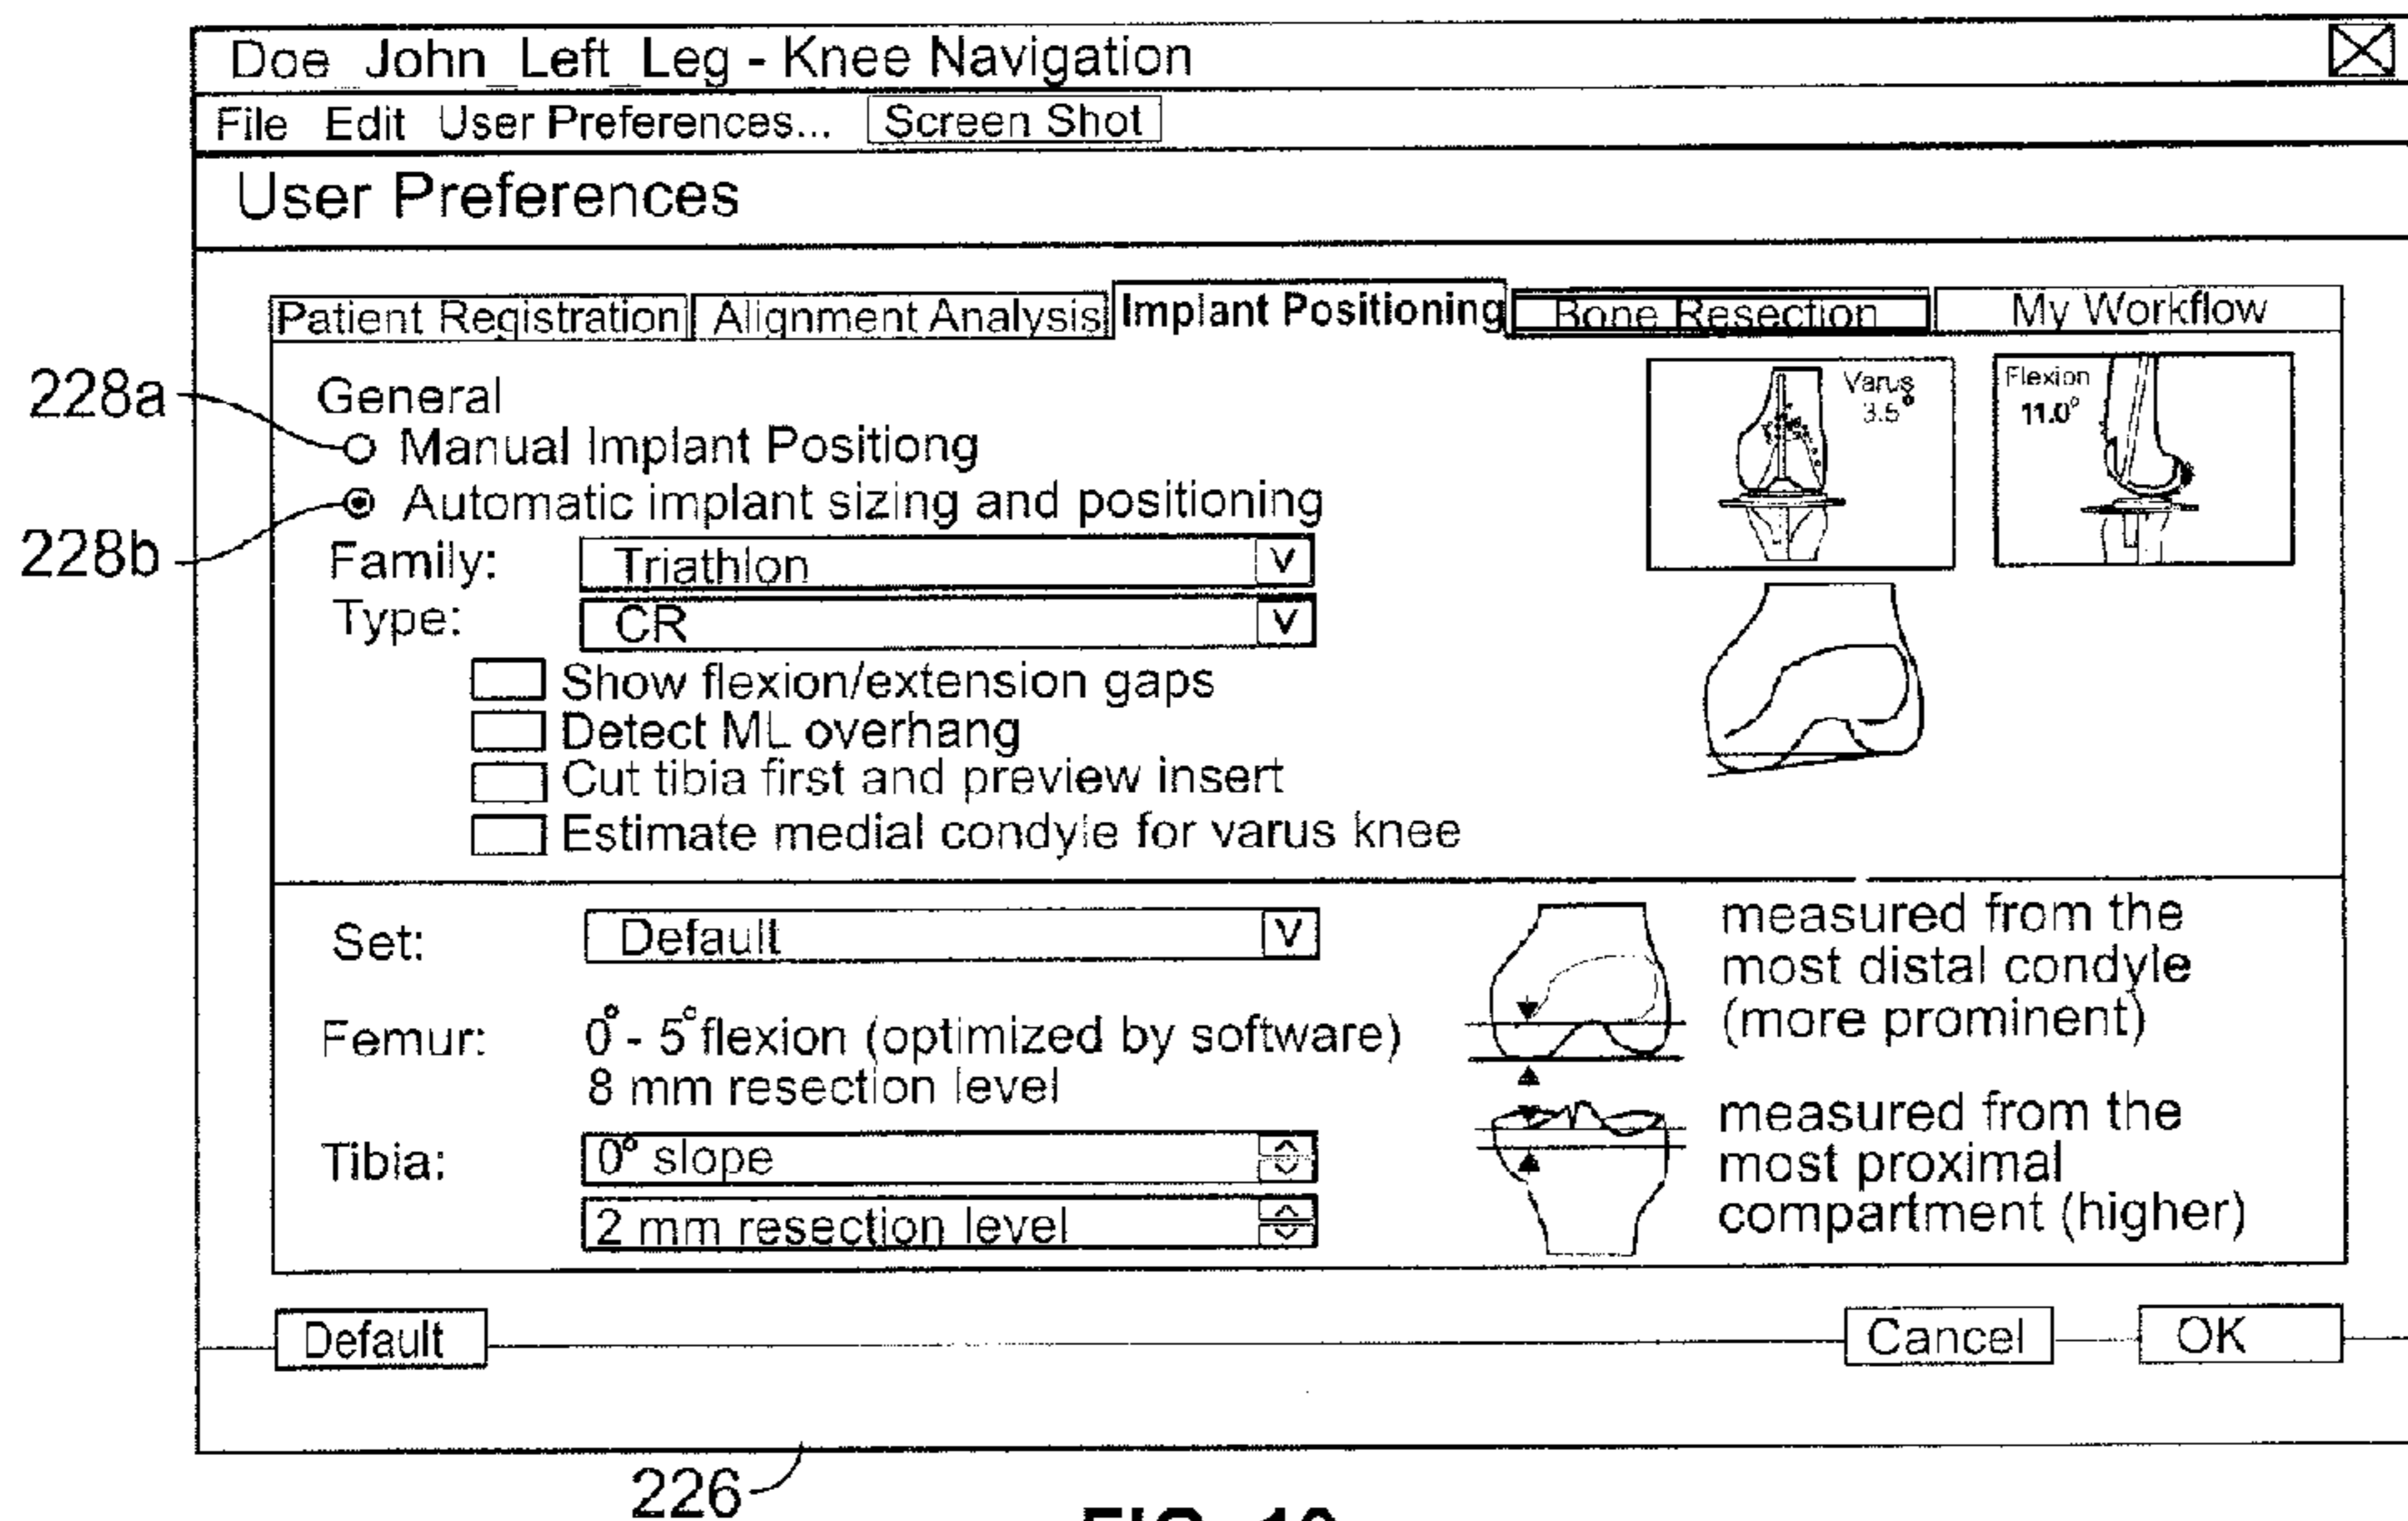 Doe_John_Left_Leg - Knee Navigation
File Edit User Preferences... Screen Shot
User Preferences
Patient Registration Alignment Analysis Implant Positioning Bone Resection My Workflow
228a
General
Manual Implant Positiong
Automatic implant sizing and positioning
228b
Family: Triathlon V
Type: CR V
Show flexion/extension gaps
Detect ML overhang
Cut tibia first and preview insert
Estimate medial condyle for varus knee
Varus
3.5°
Flexion
11.0°
Set: Default V
Femur: 0° - 5° flexion (optimized by software)
8 mm resection level
measured from the
most distal condyle
(more prominent)
Tibia: 0° slope
2 mm resection level
measured from the
most proximal
compartment (higher)
Default Cancel OK
226